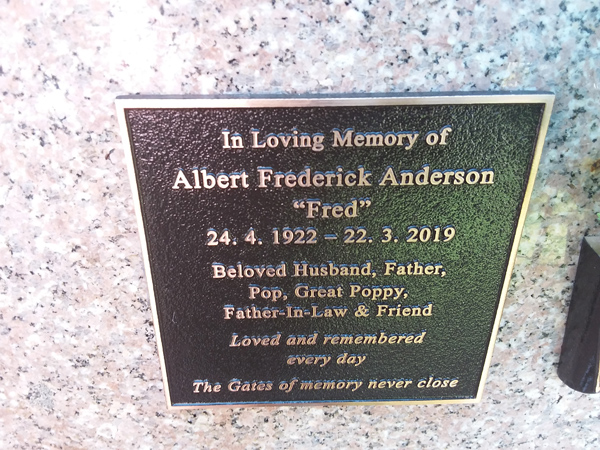 In Loving Memory of
Albert Frederick Anderson
“Fred”
24. 4. 1922 – 22. 3. 2019
Beloved Husband, Father,
Pop, Great Poppy,
Father-In-Law & Friend
Loved and remembered
every day
The Gates of memory never close